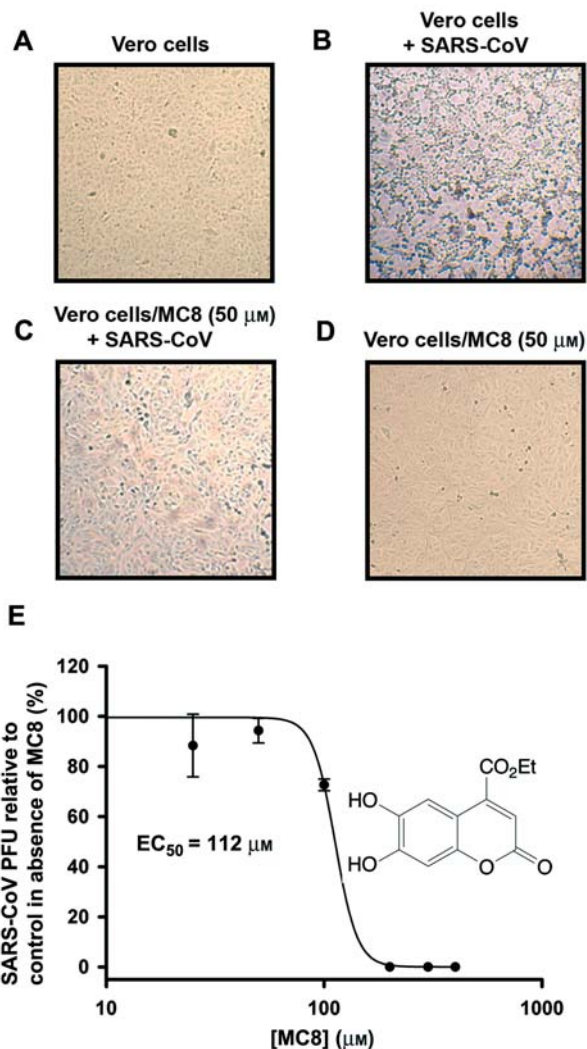 A
Vero cells
B
Vero cells
+ SARS-CoV
C
Vero cells/MC8 (50 μM)
+ SARS-CoV
D
Vero cells/MC8 (50 μM)
E
SARS-CoV PFU relative to
control in absence of MC8 (%)
120
100
80
60
40
20
0
EC₅₀ = 112 μM
CO₂Et
HO
HO
O
O
10
100
1000
[MC8] (μM)